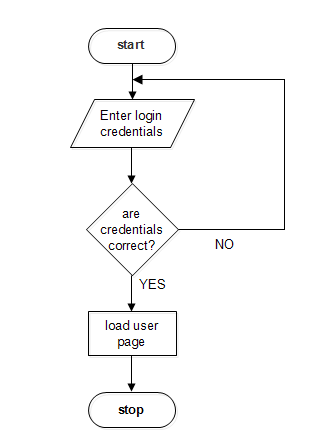 start
Enter login
credentials
are
credentials
correct?
NO
YES
load user
page
stop